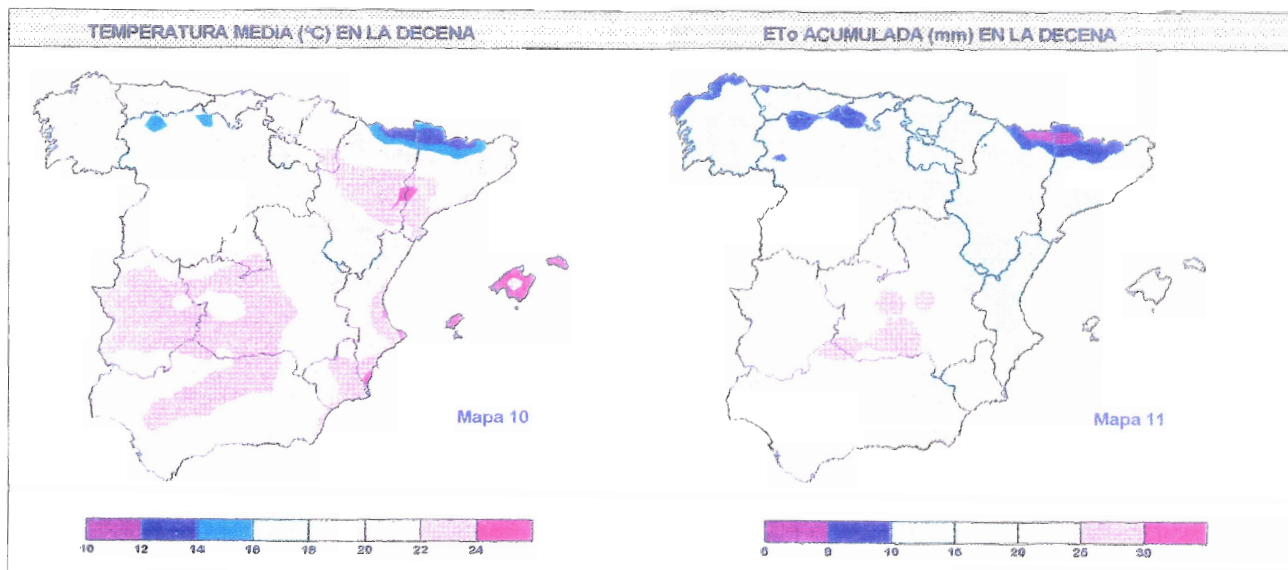 TEMPERATURA MEDIA (ºC) EN LA DECENA
ETo ACUMULADA (mm) EN LA DECENA
Mapa 10
Mapa 11
10 12 14 16 18 20 22 24
6 8 10 15 20 25 30